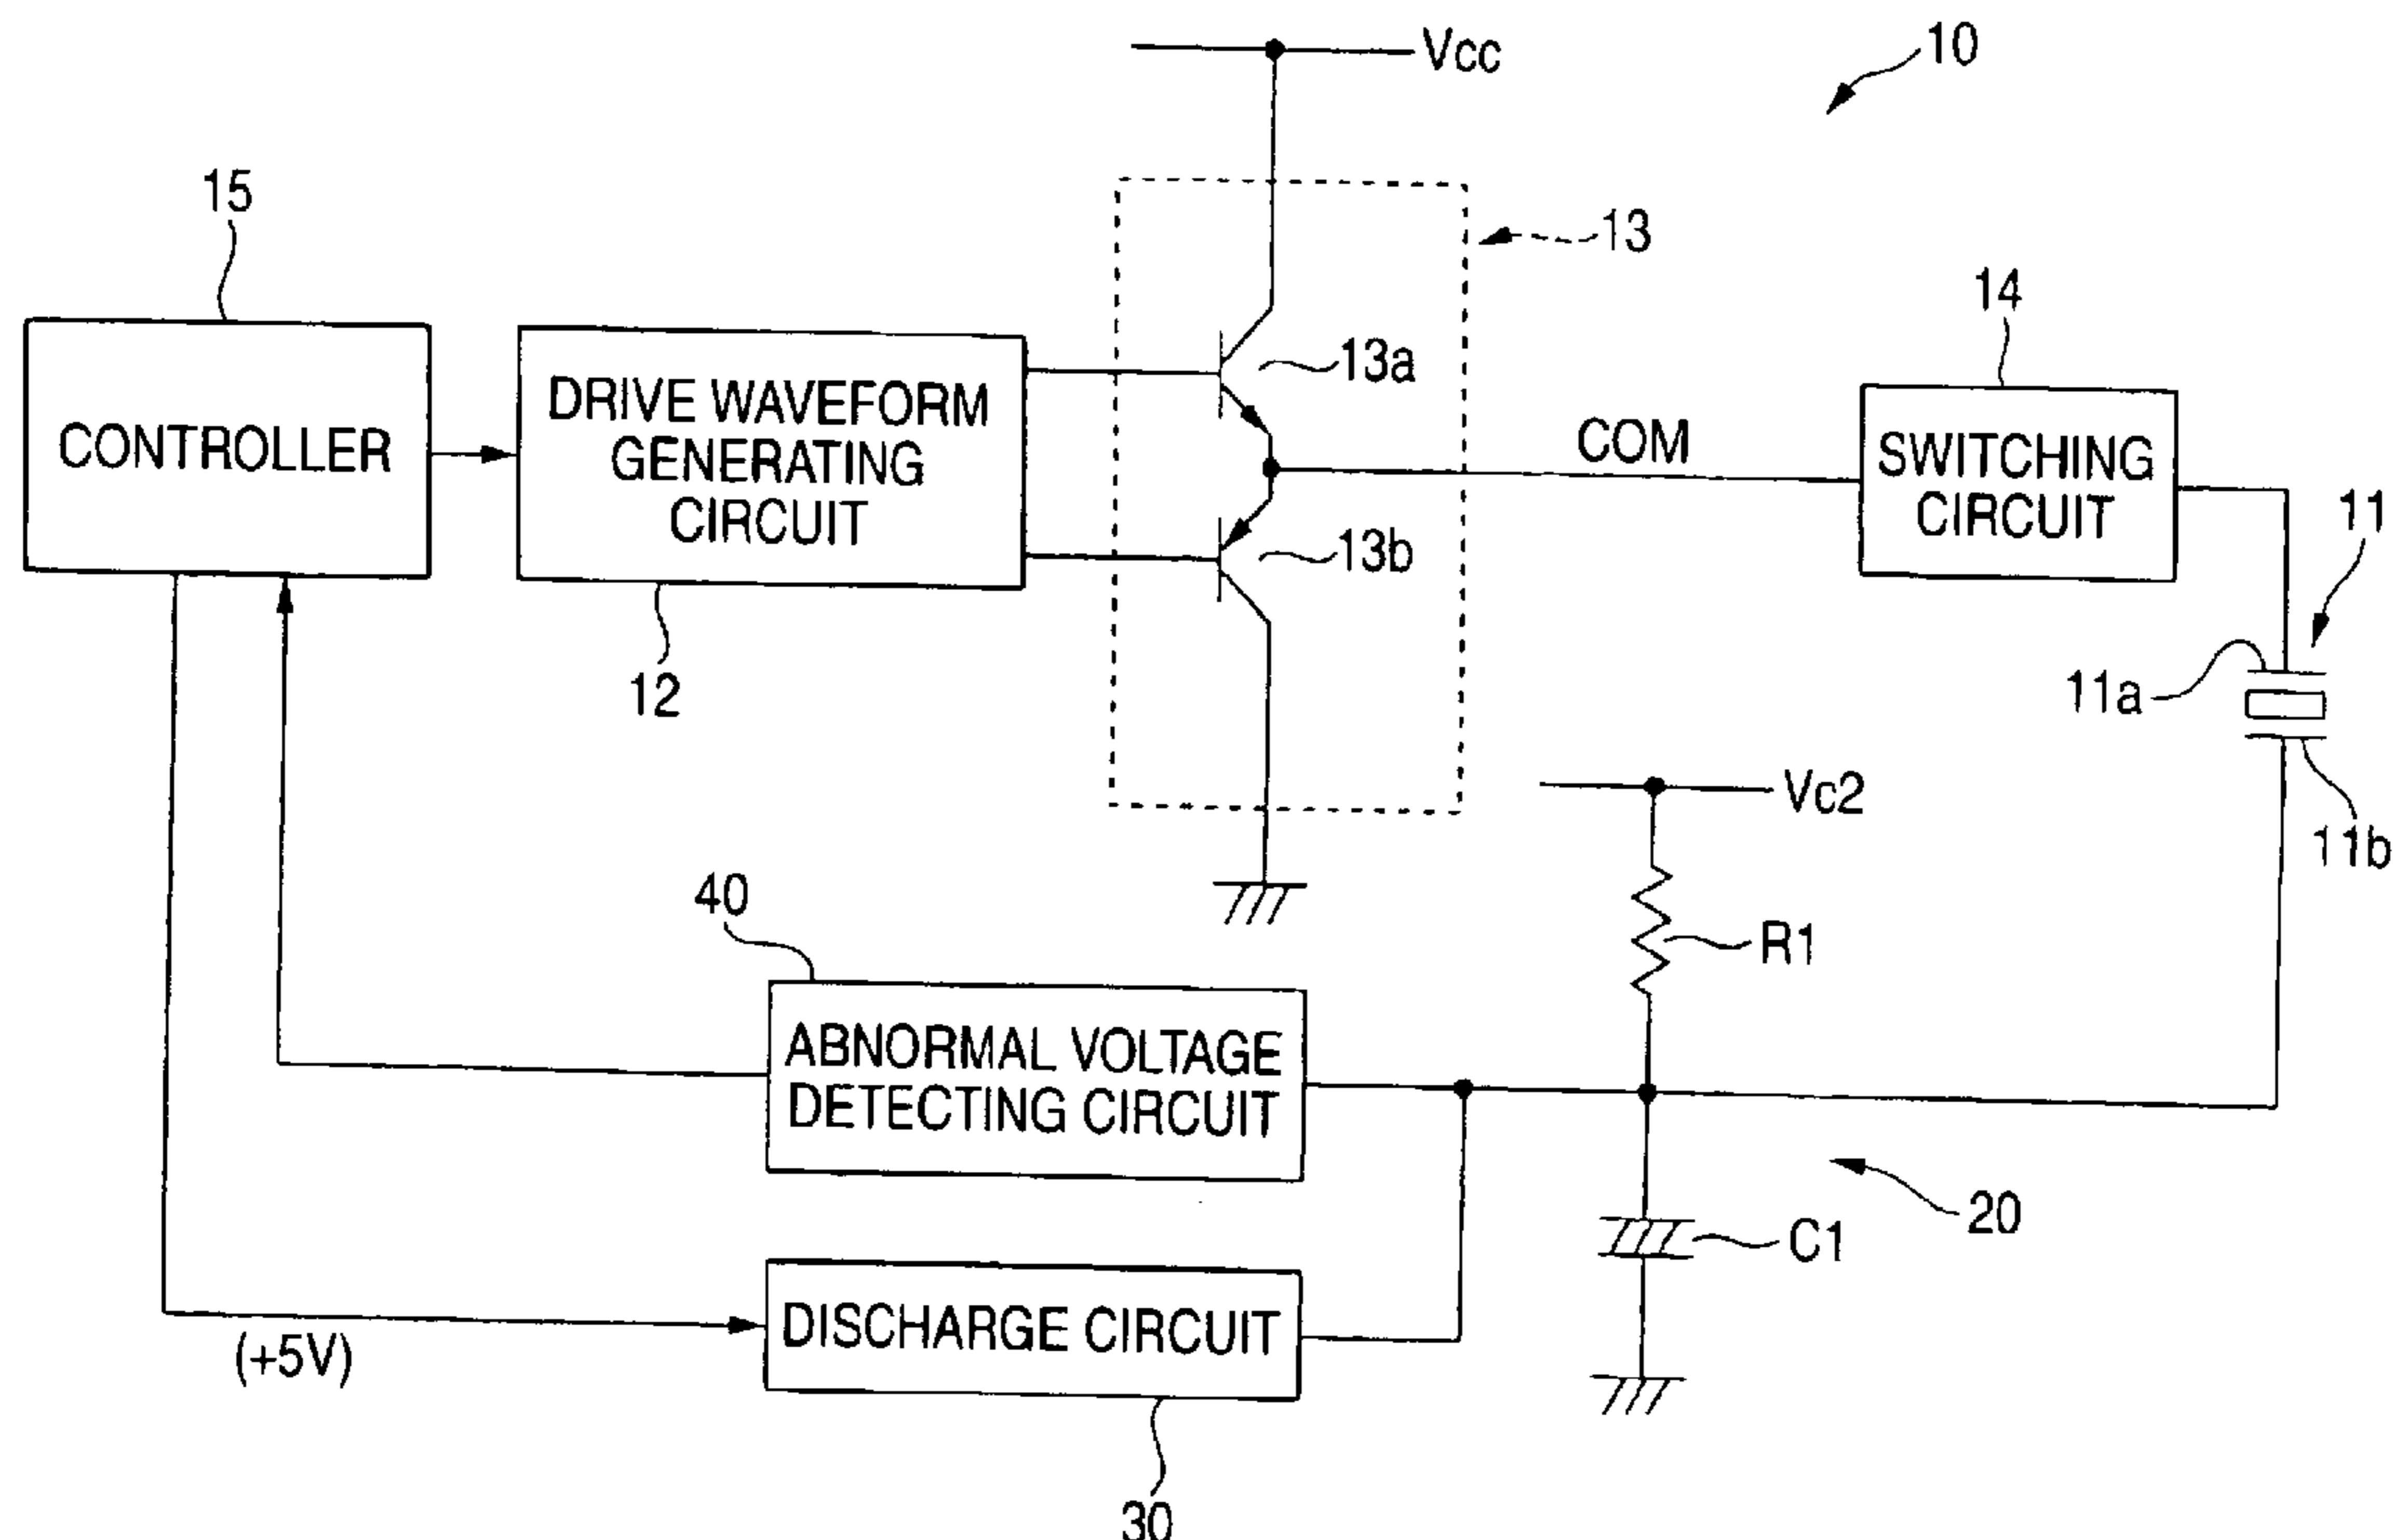 Vcc
10
15
13
14
13a
CONTROLLER
DRIVE WAVEFORM
GENERATING
CIRCUIT
COM
SWITCHING
CIRCUIT
11
13b
12
11a
Vc2
11b
40
R1
ABNORMAL VOLTAGE
DETECTING CIRCUIT
20
C1
DISCHARGE CIRCUIT
(+5V)
30